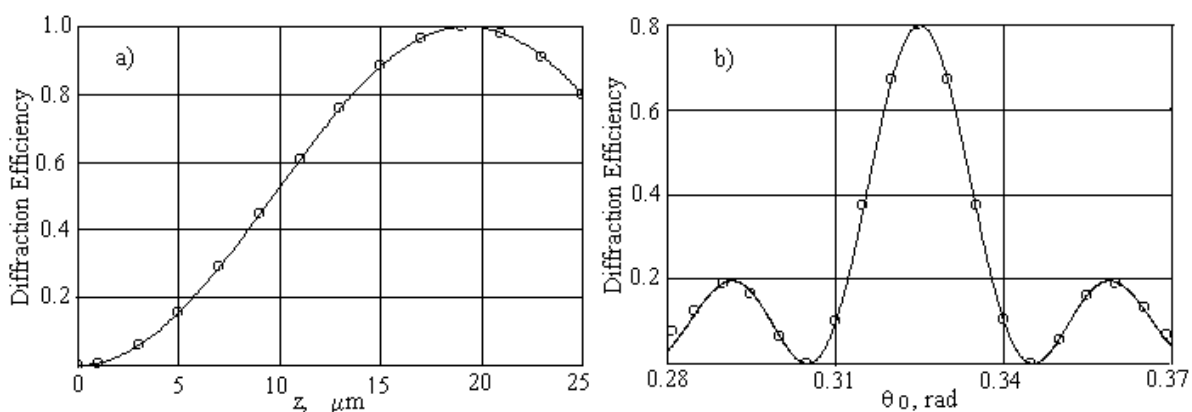 a)
Diffraction Efficiency
1.0
0.8
0.6
0.4
0.2
0 5 10 15 20 25
z, μm
b)
Diffraction Efficiency
0.8
0.6
0.4
0.2
0.28 0.31 0.34 0.37
θ0, rad